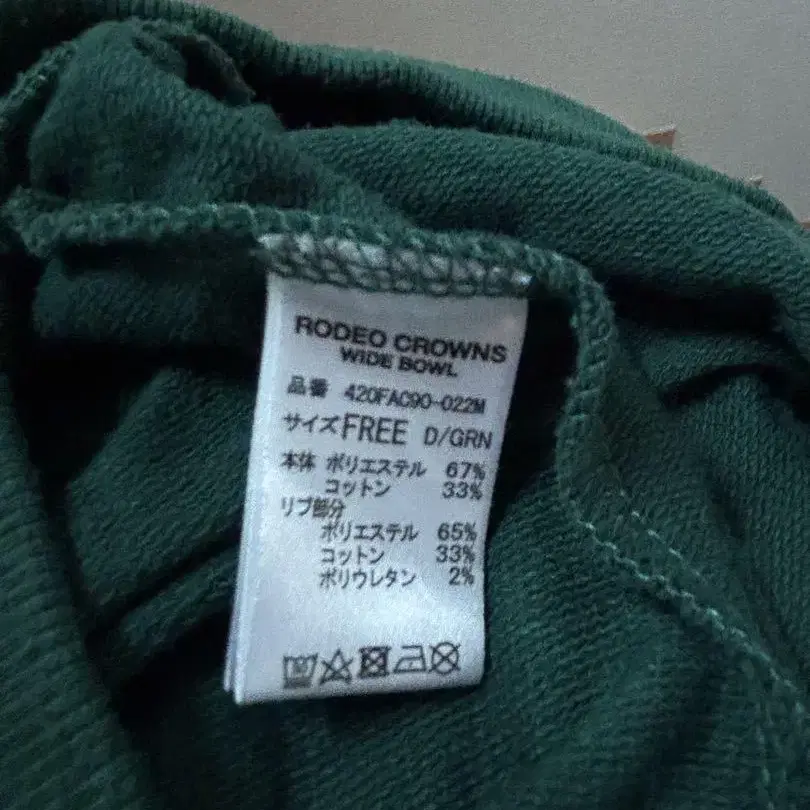 RODEO CROWNS
WIDE BOWL
品番 420FAC90-022M
サイズFREE D/GRN
本体 ポリエステル 67%
コットン 33%
リブ部分
ポリエステル 65%
コットン 33%
ポリウレタン 2%